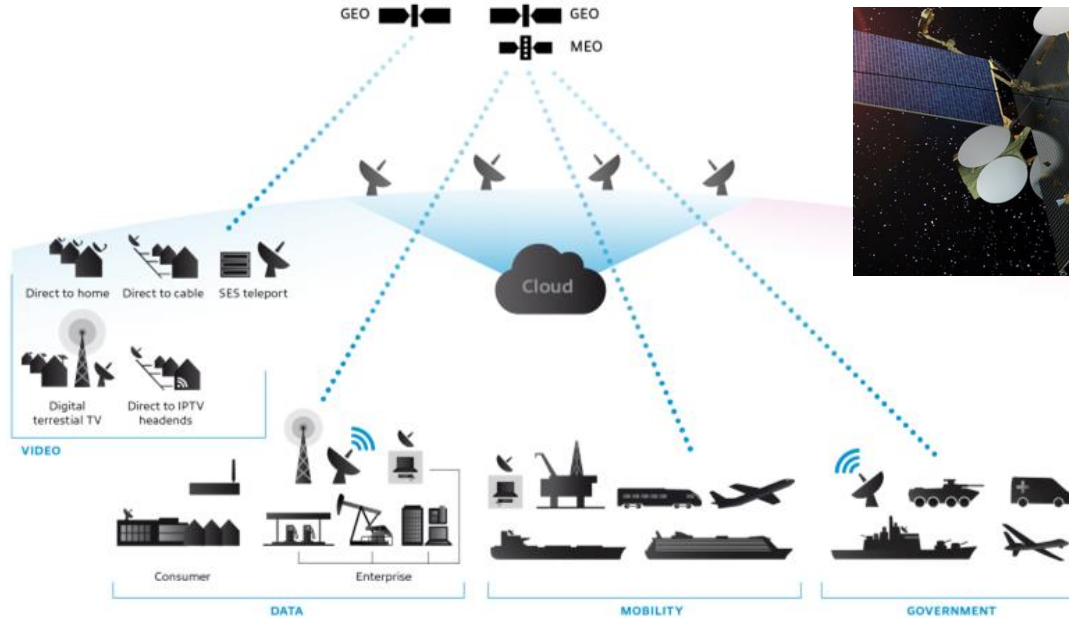 GEO
GEO
MEO
Cloud
Direct to home
Direct to cable
SES teleport
Digital
terrestial TV
Direct to IPTV
headends
VIDEO
Consumer
Enterprise
DATA
MOBILITY
GOVERNMENT